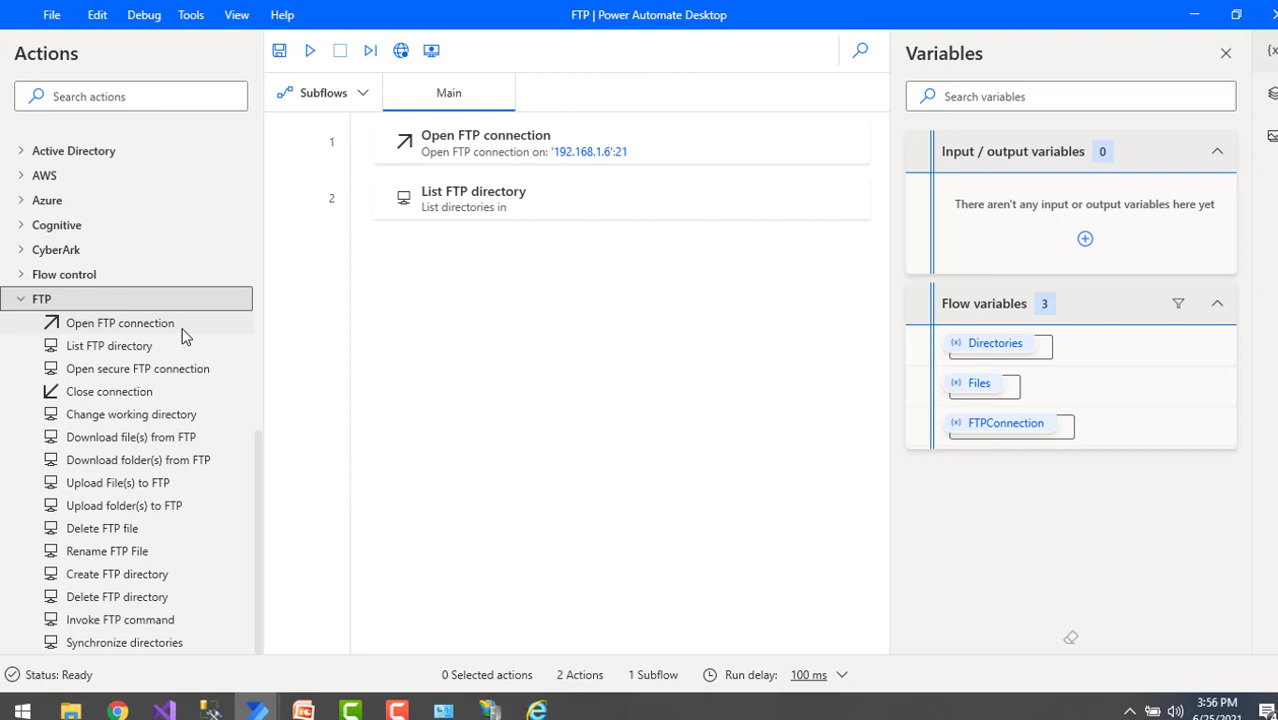 File Edit Debug Tools View Help FTP | Power Automate Desktop
Actions
Search actions
Active Directory
AWS
Azure
Cognitive
CyberArk
Flow control
FTP
Open FTP connection
List FTP directory
Open secure FTP connection
Close connection
Change working directory
Download file(s) from FTP
Download folder(s) from FTP
Upload File(s) to FTP
Upload folder(s) to FTP
Delete FTP file
Rename FTP File
Create FTP directory
Delete FTP directory
Invoke FTP command
Synchronize directories
Subflows Main
1 Open FTP connection
Open FTP connection on: '192.168.1.6':21
2 List FTP directory
List directories in
Variables
Search variables
Input / output variables 0
There aren't any input or output variables here yet
Flow variables 3
(x) Directories
(x) Files
(x) FTPConnection
Status: Ready 0 Selected actions 2 Actions 1 Subflow Run delay: 100 ms
3:56 PM
6/25/2021